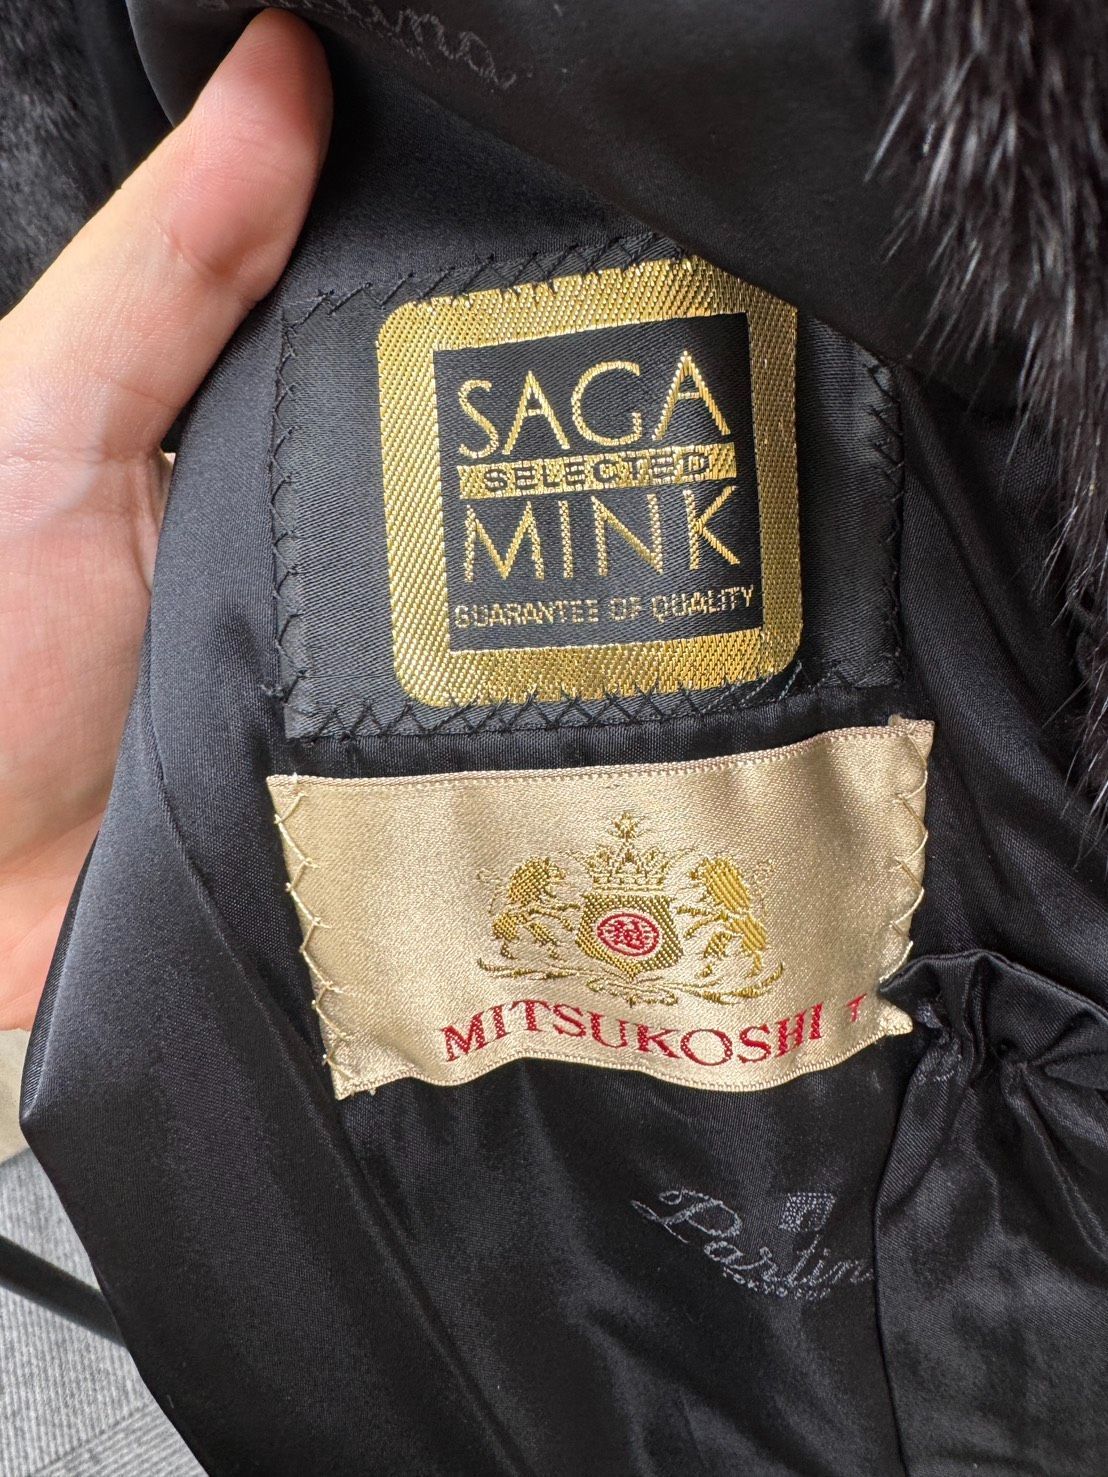 SAGA
SELECTED
MINK
GUARANTEE OF QUALITY
MITSUKOSHI T